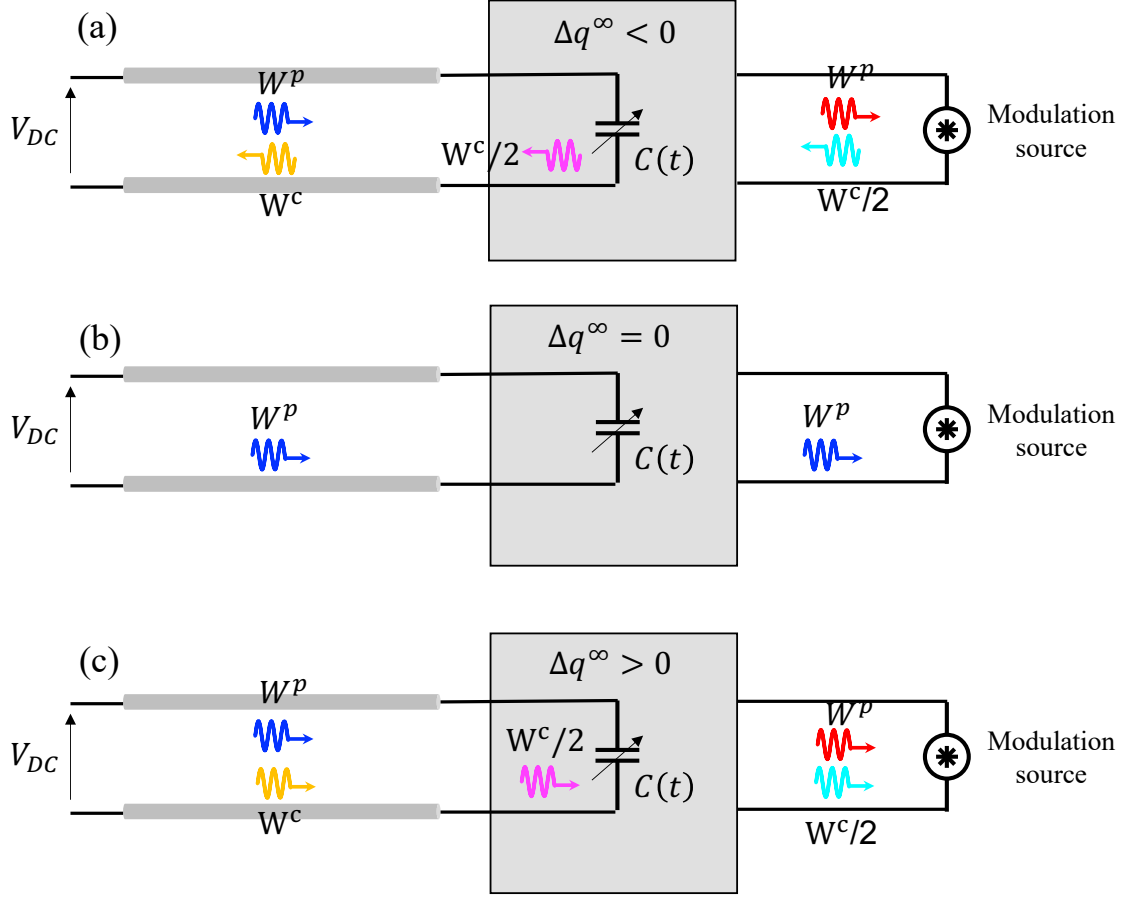 (a)
Δq^∞ < 0
W^p
W^p
V_DC
W^c/2
C(t)
Modulation
source
W^c
W^c/2
(b)
Δq^∞ = 0
W^p
W^p
V_DC
C(t)
Modulation
source
(c)
Δq^∞ > 0
W^p
W^p
V_DC
W^c/2
C(t)
Modulation
source
W^c
W^c/2